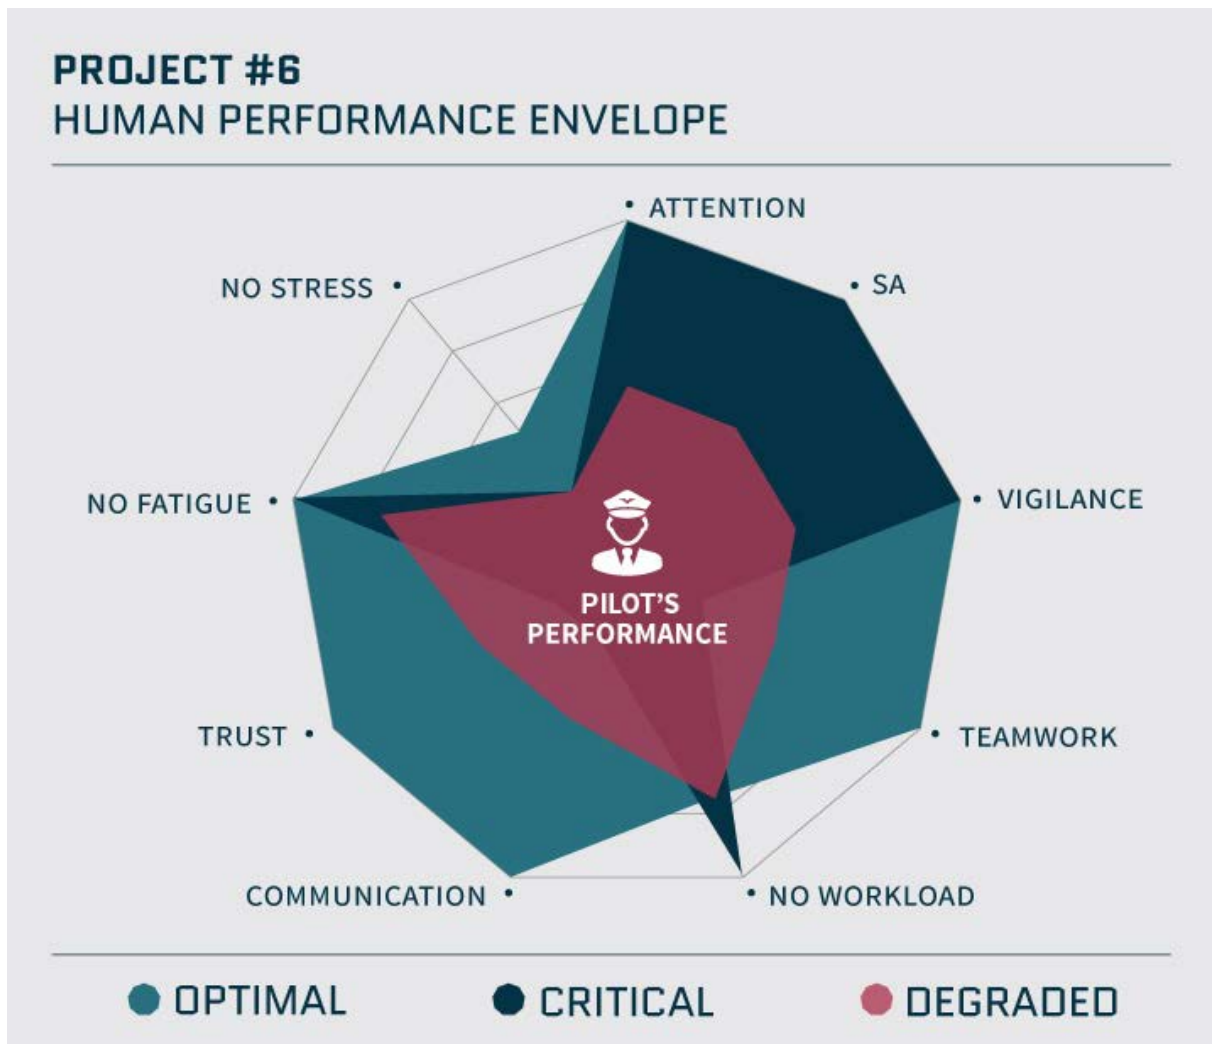 PROJECT #6
HUMAN PERFORMANCE ENVELOPE
ATTENTION
NO STRESS
SA
NO FATIGUE
VIGILANCE
PILOT'S
PERFORMANCE
TRUST
TEAMWORK
COMMUNICATION
NO WORKLOAD
OPTIMAL
CRITICAL
DEGRADED